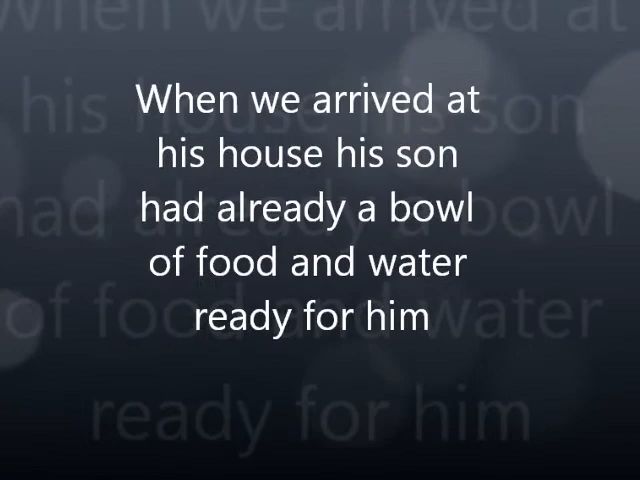 When we arrived at
his house his son
had already a bowl
of food and water
ready for him